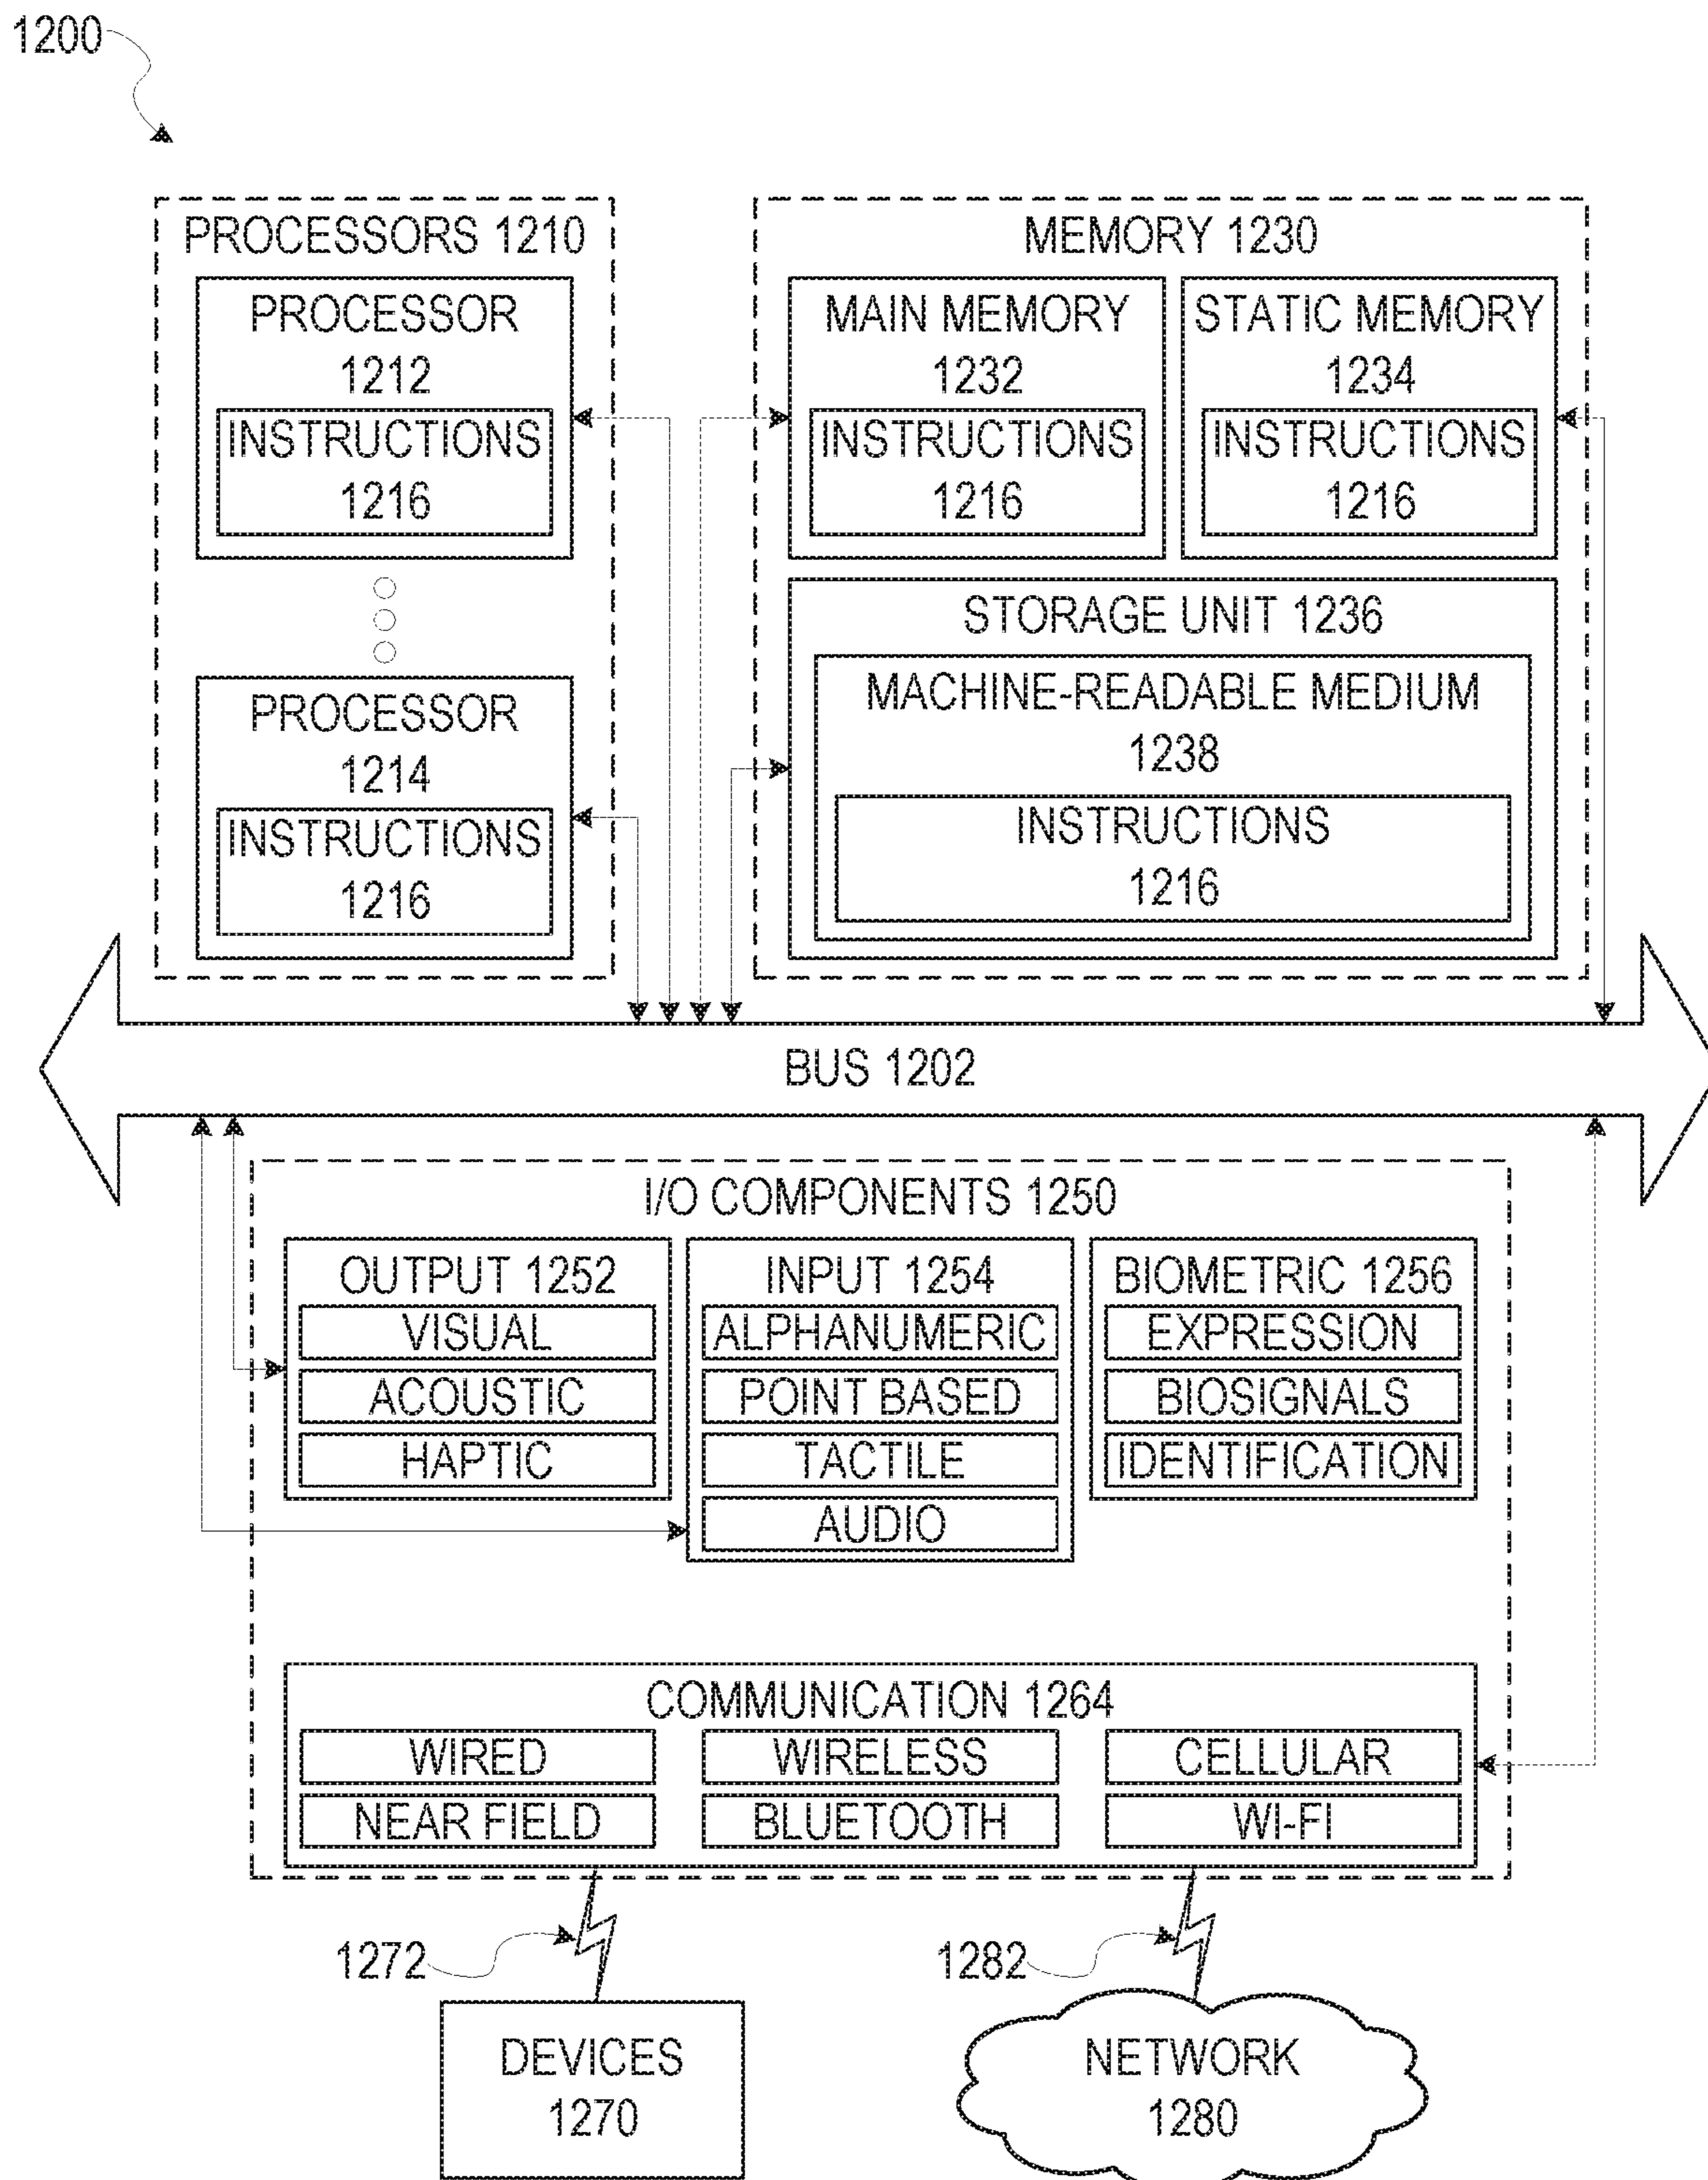 1200
PROCESSORS 1210
PROCESSOR
1212
INSTRUCTIONS
1216
PROCESSOR
1214
INSTRUCTIONS
1216
MEMORY 1230
MAIN MEMORY
1232
INSTRUCTIONS
1216
STATIC MEMORY
1234
INSTRUCTIONS
1216
STORAGE UNIT 1236
MACHINE-READABLE MEDIUM
1238
INSTRUCTIONS
1216
BUS 1202
I/O COMPONENTS 1250
OUTPUT 1252
VISUAL
ACOUSTIC
HAPTIC
INPUT 1254
ALPHANUMERIC
POINT BASED
TACTILE
AUDIO
BIOMETRIC 1256
EXPRESSION
BIOSIGNALS
IDENTIFICATION
COMMUNICATION 1264
WIRED
WIRELESS
CELLULAR
NEAR FIELD
BLUETOOTH
WI-FI
1272
1282
DEVICES
1270
NETWORK
1280